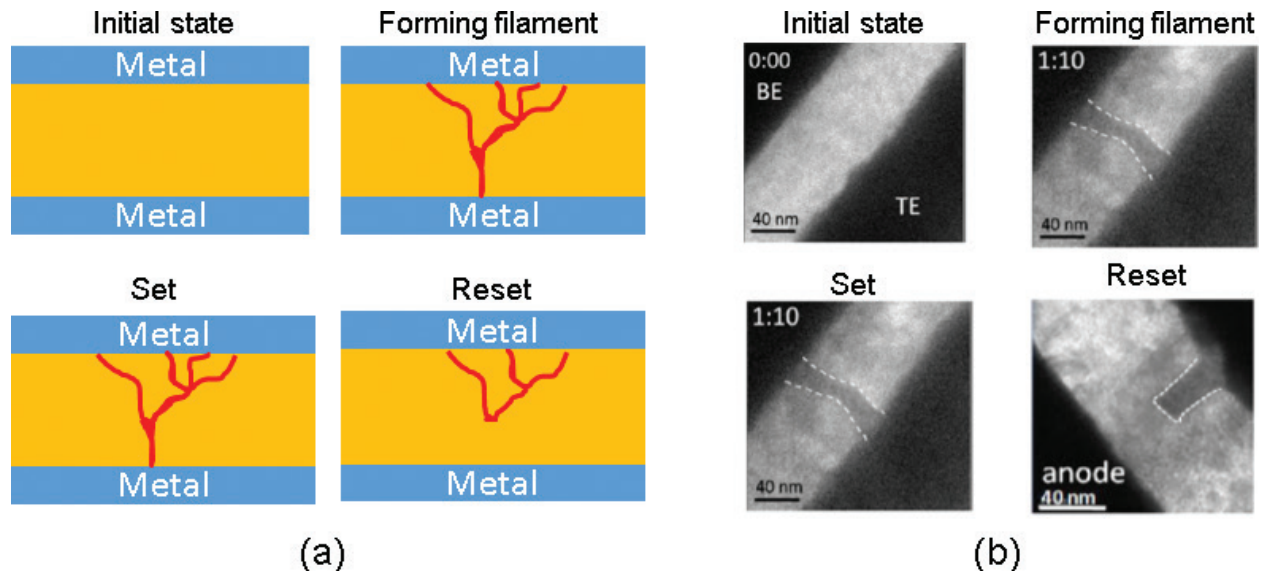 Initial state
Forming filament
Metal
Metal
Metal
Metal
Set
Reset
Metal
Metal
Metal
Metal
(a)
Initial state
Forming filament
0:00
BE
TE
40 nm
1:10
40 nm
Set
Reset
1:10
40 nm
anode
40 nm
(b)